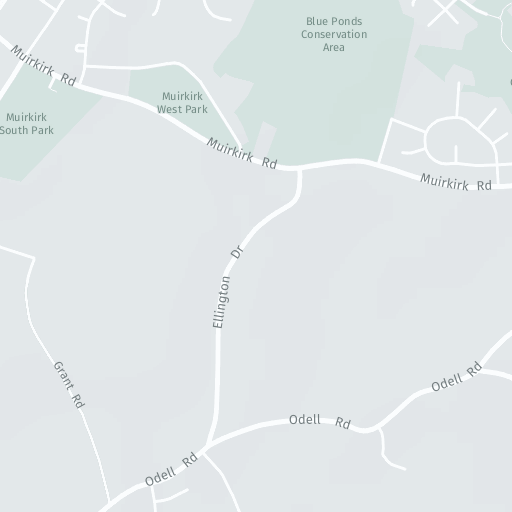 Blue Ponds
Conservation
Area
Muirkirk Rd
Muirkirk
West Park
Muirkirk
South Park
Muirkirk Rd
Muirkirk Rd
Ellington Dr
Grant Rd
Odell Rd
Odell Rd
Odell Rd